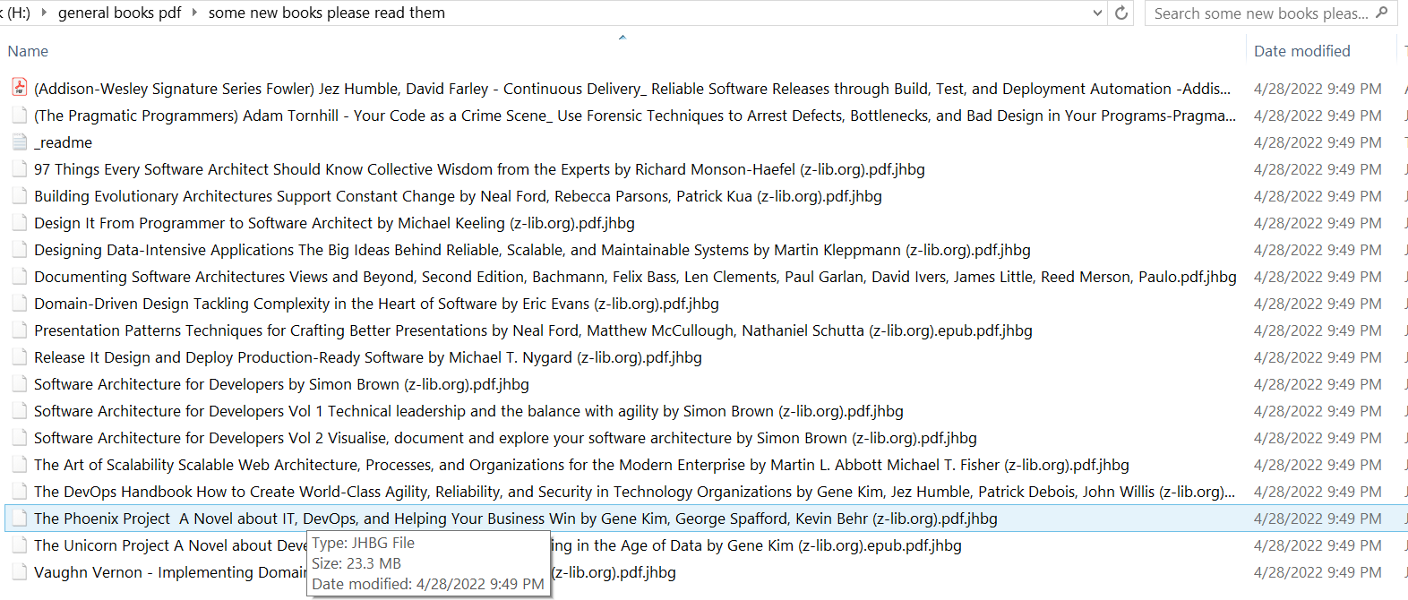 (H:) general books pdf some new books please read them Search some new books pleas...
Name Date modified
(Addison-Wesley Signature Series Fowler) Jez Humble, David Farley - Continuous Delivery_ Reliable Software Releases through Build, Test, and Deployment Automation -Addis... 4/28/2022 9:49 PM
(The Pragmatic Programmers) Adam Tornhill - Your Code as a Crime Scene_ Use Forensic Techniques to Arrest Defects, Bottlenecks, and Bad Design in Your Programs-Pragma... 4/28/2022 9:49 PM
_readme 4/28/2022 9:49 PM
97 Things Every Software Architect Should Know Collective Wisdom from the Experts by Richard Monson-Haefel (z-lib.org).pdf.jhbg 4/28/2022 9:49 PM
Building Evolutionary Architectures Support Constant Change by Neal Ford, Rebecca Parsons, Patrick Kua (z-lib.org).pdf.jhbg 4/28/2022 9:49 PM
Design It From Programmer to Software Architect by Michael Keeling (z-lib.org).pdf.jhbg 4/28/2022 9:49 PM
Designing Data-Intensive Applications The Big Ideas Behind Reliable, Scalable, and Maintainable Systems by Martin Kleppmann (z-lib.org).pdf.jhbg 4/28/2022 9:49 PM
Documenting Software Architectures Views and Beyond, Second Edition, Bachmann, Felix Bass, Len Clements, Paul Garlan, David Ivers, James Little, Reed Merson, Paulo.pdf.jhbg 4/28/2022 9:49 PM
Domain-Driven Design Tackling Complexity in the Heart of Software by Eric Evans (z-lib.org).pdf.jhbg 4/28/2022 9:49 PM
Presentation Patterns Techniques for Crafting Better Presentations by Neal Ford, Matthew McCullough, Nathaniel Schutta (z-lib.org).epub.pdf.jhbg 4/28/2022 9:49 PM
Release It Design and Deploy Production-Ready Software by Michael T. Nygard (z-lib.org).pdf.jhbg 4/28/2022 9:49 PM
Software Architecture for Developers by Simon Brown (z-lib.org).pdf.jhbg 4/28/2022 9:49 PM
Software Architecture for Developers Vol 1 Technical leadership and the balance with agility by Simon Brown (z-lib.org).pdf.jhbg 4/28/2022 9:49 PM
Software Architecture for Developers Vol 2 Visualise, document and explore your software architecture by Simon Brown (z-lib.org).pdf.jhbg 4/28/2022 9:49 PM
The Art of Scalability Scalable Web Architecture, Processes, and Organizations for the Modern Enterprise by Martin L. Abbott Michael T. Fisher (z-lib.org).pdf.jhbg 4/28/2022 9:49 PM
The DevOps Handbook How to Create World-Class Agility, Reliability, and Security in Technology Organizations by Gene Kim, Jez Humble, Patrick Debois, John Willis (z-lib.org)... 4/28/2022 9:49 PM
The Phoenix Project A Novel about IT, DevOps, and Helping Your Business Win by Gene Kim, George Spafford, Kevin Behr (z-lib.org).pdf.jhbg 4/28/2022 9:49 PM
The Unicorn Project A Novel about Deve ing in the Age of Data by Gene Kim (z-lib.org).epub.pdf.jhbg 4/28/2022 9:49 PM
Vaughn Vernon - Implementing Domai (z-lib.org).pdf.jhbg 4/28/2022 9:49 PM
Type: JHBG File
Size: 23.3 MB
Date modified: 4/28/2022 9:49 PM